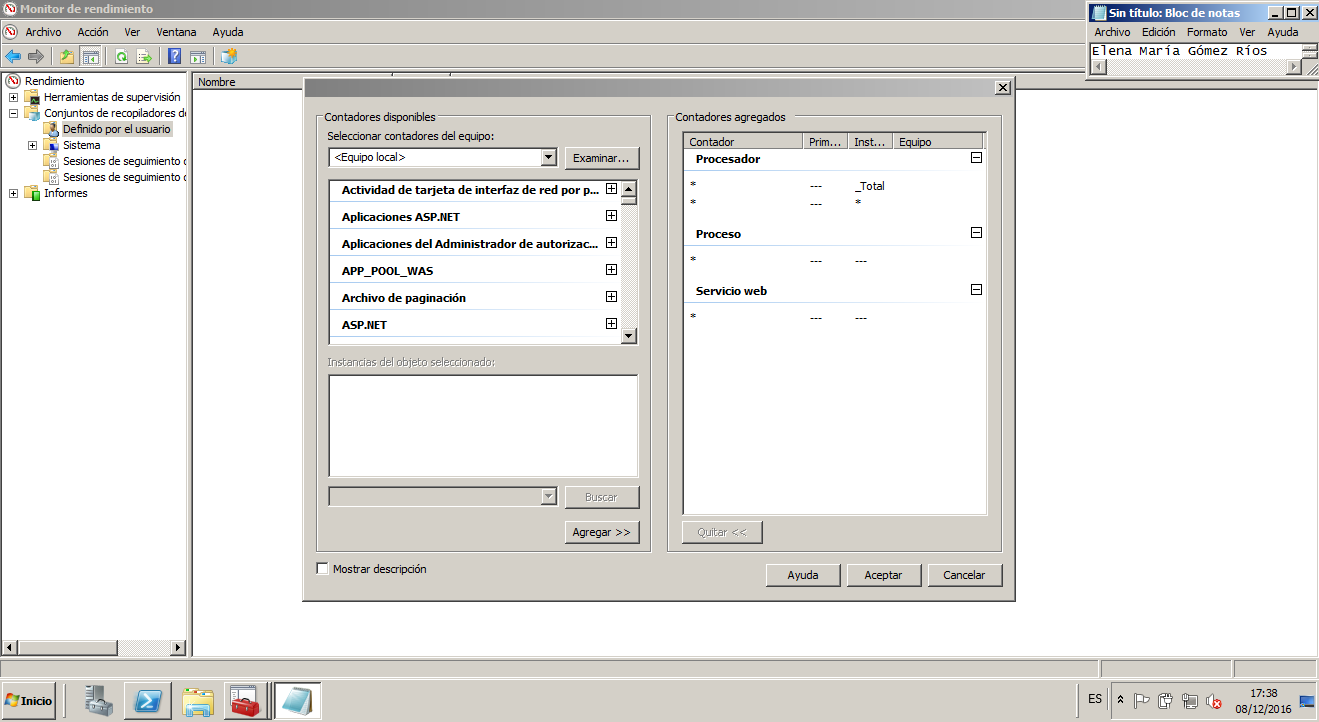 Monitor de rendimiento
Archivo Acción Ver Ventana Ayuda
Sin título: Bloc de notas
Archivo Edición Formato Ver Ayuda
Elena María Gómez Ríos
Rendimiento
Herramientas de supervisión
Conjuntos de recopiladores de
Definido por el usuario
Sistema
Sesiones de seguimiento
Sesiones de seguimiento
Informes
Nombre
Contadores disponibles
Seleccionar contadores del equipo:
<Equipo local>
Examinar...
Actividad de tarjeta de interfaz de red por p...
Aplicaciones ASP.NET
Aplicaciones del Administrador de autorizac...
APP_POOL_WAS
Archivo de paginación
ASP.NET
Instancias del objeto seleccionado:
Buscar
Agregar >>
Mostrar descripción
Contadores agregados
Contador Prim... Inst... Equipo
Procesador
* --- _Total
* --- *
Proceso
* --- ---
Servicio web
* --- ---
Quitar <<
Ayuda Aceptar Cancelar
Inicio
ES
17:38
08/12/2016